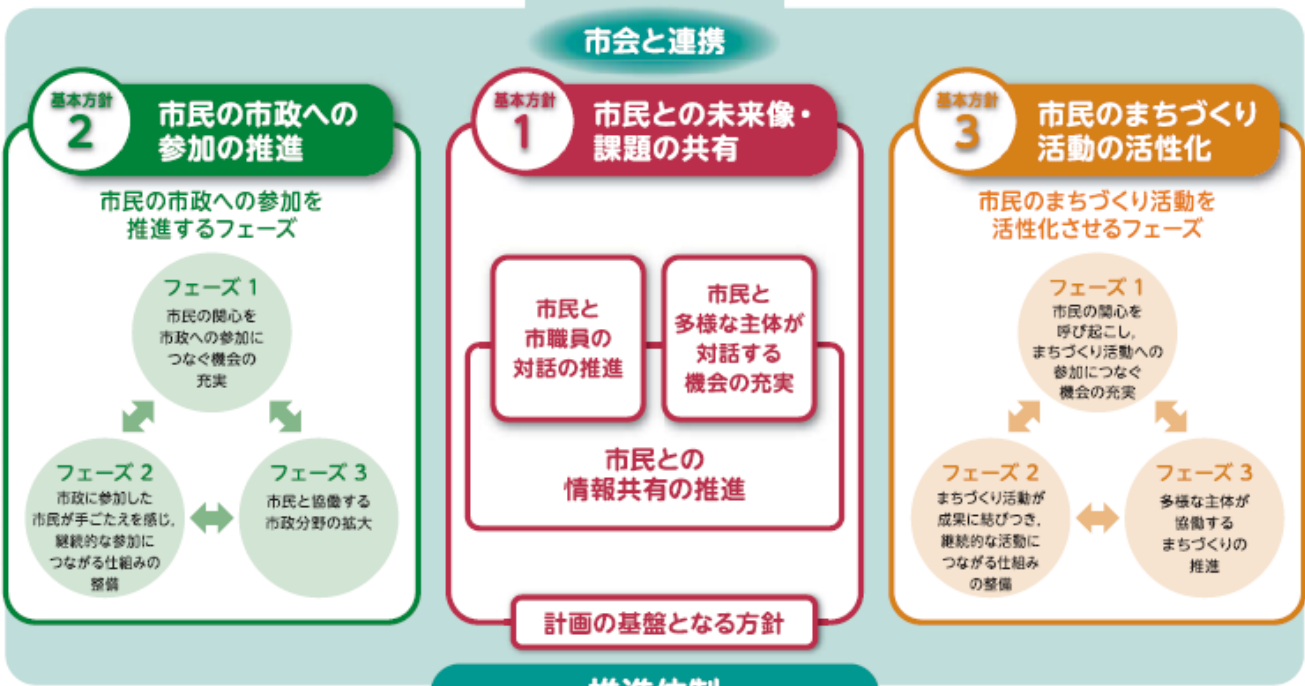 市会と連携
基本方針
2
市民の市政への
参加の推進
市民の市政への参加を
推進するフェーズ
フェーズ 1
市民の関心を
市政への参加に
つなぐ機会の
充実
フェーズ 2
市政に参加した
市民が手ごたえを感じ,
継続的な参加に
つながる仕組みの
整備
フェーズ 3
市民と協働する
市政分野の拡大
基本方針
1
市民との未来像・
課題の共有
市民と
市職員の
対話の推進
市民と
多様な主体が
対話する
機会の充実
市民との
情報共有の推進
計画の基盤となる方針
基本方針
3
市民のまちづくり
活動の活性化
市民のまちづくり活動を
活性化させるフェーズ
フェーズ 1
市民の関心を
呼び起こし,
まちづくり活動への
参加につなぐ
機会の充実
フェーズ 2
まちづくり活動が
成果に結びつき,
継続的な活動に
つながる仕組み
の整備
フェーズ 3
多様な主体が
協働する
まちづくりの
推進
推進体制